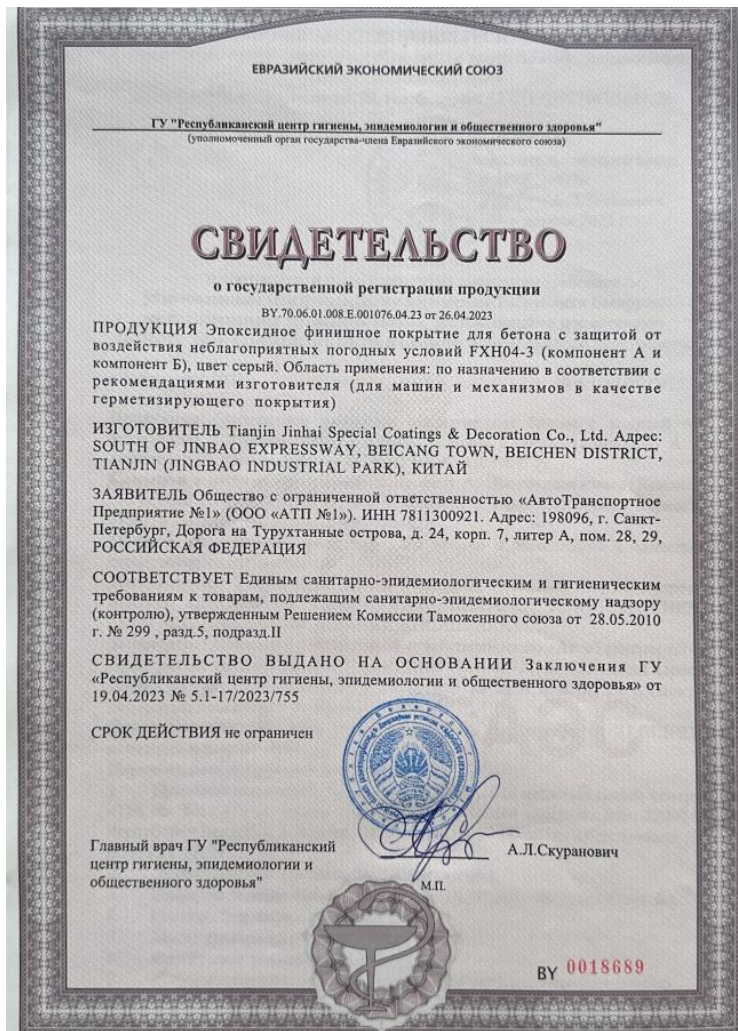 ЕВРАЗИЙСКИЙ ЭКОНОМИЧЕСКИЙ СОЮЗ
ГУ "Республиканский центр гигиены, эпидемиологии и общественного здоровья"
(уполномоченный орган государства-члена Евразийского экономического союза)
СВИДЕТЕЛЬСТВО
о государственной регистрации продукции
BY.70.06.01.008.E.001076.04.23 от 26.04.2023
ПРОДУКЦИЯ Эпоксидное финишное покрытие для бетона с защитой от
воздействия неблагоприятных погодных условий FXH04-3 (компонент А и
компонент Б), цвет серый. Область применения: по назначению в соответствии с
рекомендациями изготовителя (для машин и механизмов в качестве
герметизирующего покрытия)
ИЗГОТОВИТЕЛЬ Tianjin Jinhai Special Coatings & Decoration Co., Ltd. Адрес:
SOUTH OF JINBAO EXPRESSWAY, BEICANG TOWN, BEICHEN DISTRICT,
TIANJIN (JINGBAO INDUSTRIAL PARK), КИТАЙ
ЗАЯВИТЕЛЬ Общество с ограниченной ответственностью «АвтоТранспортное
Предприятие №1» (ООО «АТП №1»). ИНН 7811300921. Адрес: 198096, г. Санкт-
Петербург, Дорога на Турухтанные острова, д. 24, корп. 7, литер А, пом. 28, 29,
РОССИЙСКАЯ ФЕДЕРАЦИЯ
СООТВЕТСТВУЕТ Единым санитарно-эпидемиологическим и гигиеническим
требованиям к товарам, подлежащим санитарно-эпидемиологическому надзору
(контролю), утвержденным Решением Комиссии Таможенного союза от 28.05.2010
г. № 299 , разд.5, подразд.II
СВИДЕТЕЛЬСТВО ВЫДАНО НА ОСНОВАНИИ Заключения ГУ
«Республиканский центр гигиены, эпидемиологии и общественного здоровья» от
19.04.2023 № 5.1-17/2023/755
СРОК ДЕЙСТВИЯ не ограничен
Главный врач ГУ "Республиканский
центр гигиены, эпидемиологии и
общественного здоровья"
А.Л.Скуранович
М.П.
BY 0018689